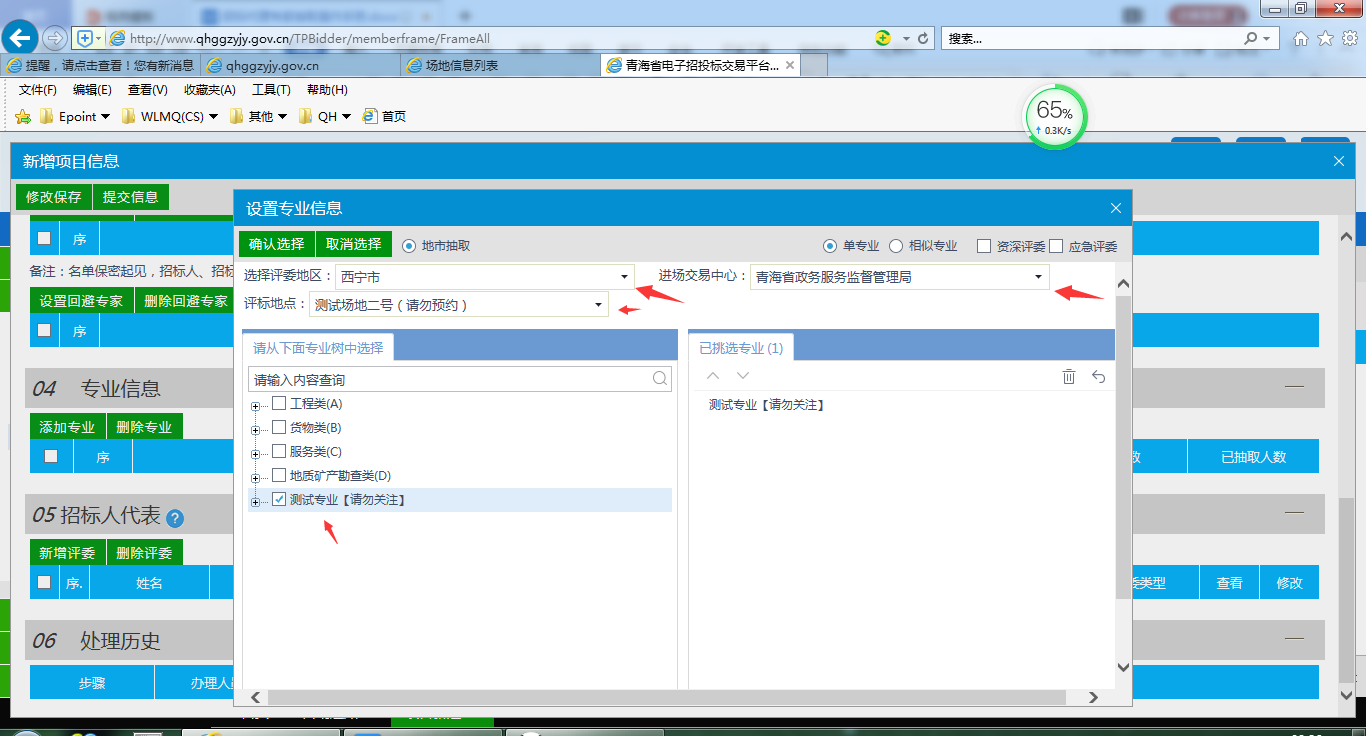 http://www.qhggzyjy.gov.cn/TPBidder/memberframe/FrameAll
搜索...
提醒，请点击查看！您有新消息
qhggzyjy.gov.cn
场地信息列表
青海省电子招投标交易平台...
文件(F) 编辑(E) 查看(V) 收藏夹(A) 工具(T) 帮助(H)
Epoint WLMQ(CS) 其他 QH 首页
65%
0.3K/s
新增项目信息
修改保存 提交信息
设置专业信息
确认选择 取消选择 地市抽取 单专业 相似专业 资深评委 应急评委
选择评委地区： 西宁市 进场交易中心： 青海省政务服务监督管理局
评标地点： 测试场地二号（请勿预约）
请从下面专业树中选择
已挑选专业 (1)
请输入内容查询
工程类(A)
货物类(B)
服务类(C)
地质矿产勘查类(D)
测试专业【请勿关注】
测试专业【请勿关注】
序
备注：名单保密起见，招标人、招标
设置回避专家 删除回避专家
序
04 专业信息
添加专业 删除专业
序 数 已抽取人数
05 招标人代表 ?
新增评委 删除评委
序. 姓名 类型 查看 修改
06 处理历史
步骤 办理人